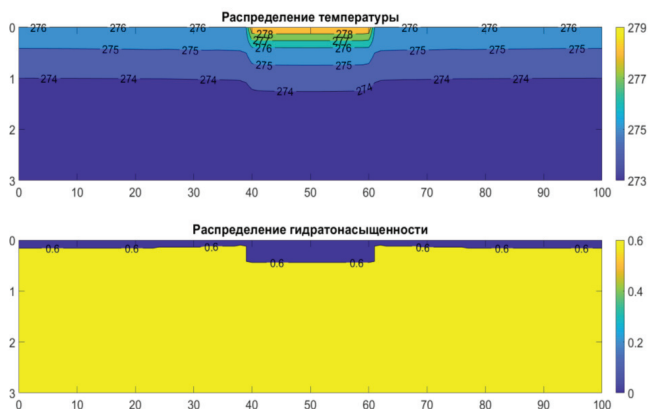 Распределение температуры
0 276 276 278 278 276 276 279
277 277
275 275 276 276 275 275 277
275 275
1 274 274 274 274 274 274 274
2 275
3 273
0 10 20 30 40 50 60 70 80 90 100
Распределение гидратонасыщенности
0 0.6 0.6 0.6 0.6 0.6 0.6 0.6
0.6 0.6
1 0.4
2 0.2
3 0
0 10 20 30 40 50 60 70 80 90 100